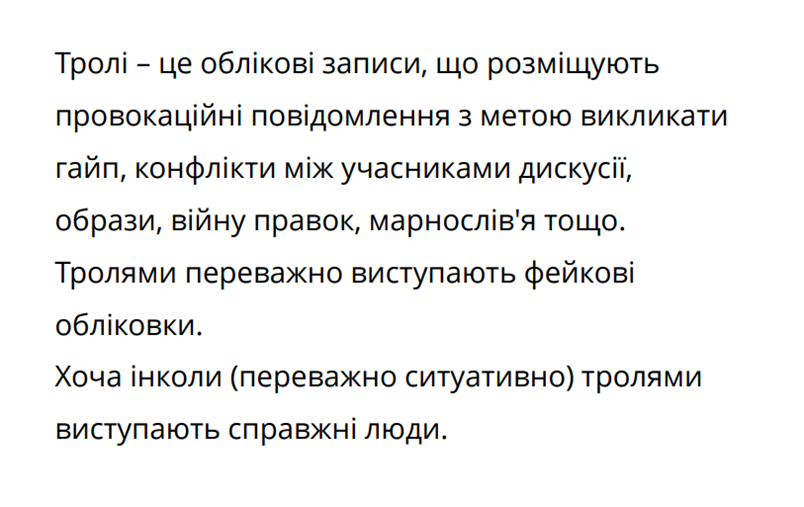 Тролі – це облікові записи, що розміщують
провокаційні повідомлення з метою викликати
гайп, конфлікти між учасниками дискусії,
образи, війну правок, марнослів'я тощо.
Тролями переважно виступають фейкові
обліковки.
Хоча інколи (переважно ситуативно) тролями
виступають справжні люди.